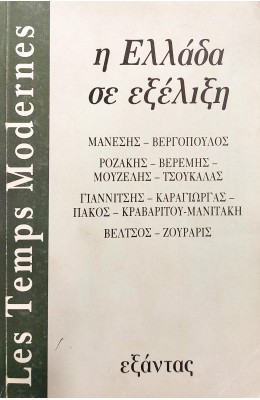 Les Temps Modernes
η Ελλάδα
σε εξέλιξη
ΜΑΝΕΣΗΣ – ΒΕΡΓΟΠΟΥΛΟΣ
ΡΟΖΑΚΗΣ – ΒΕΡΕΜΗΣ –
ΜΟΥΖΕΛΗΣ – ΤΣΟΥΚΑΛΑΣ
ΓΙΑΝΝΙΤΣΗΣ – ΚΑΡΑΓΙΩΡΓΑΣ –
ΠΑΚΟΣ – ΚΡΑΒΑΡΙΤΟΥ-ΜΑΝΙΤΑΚΗ
ΒΕΛΤΣΟΣ – ΖΟΥΡΑΡΙΣ
εξάντας